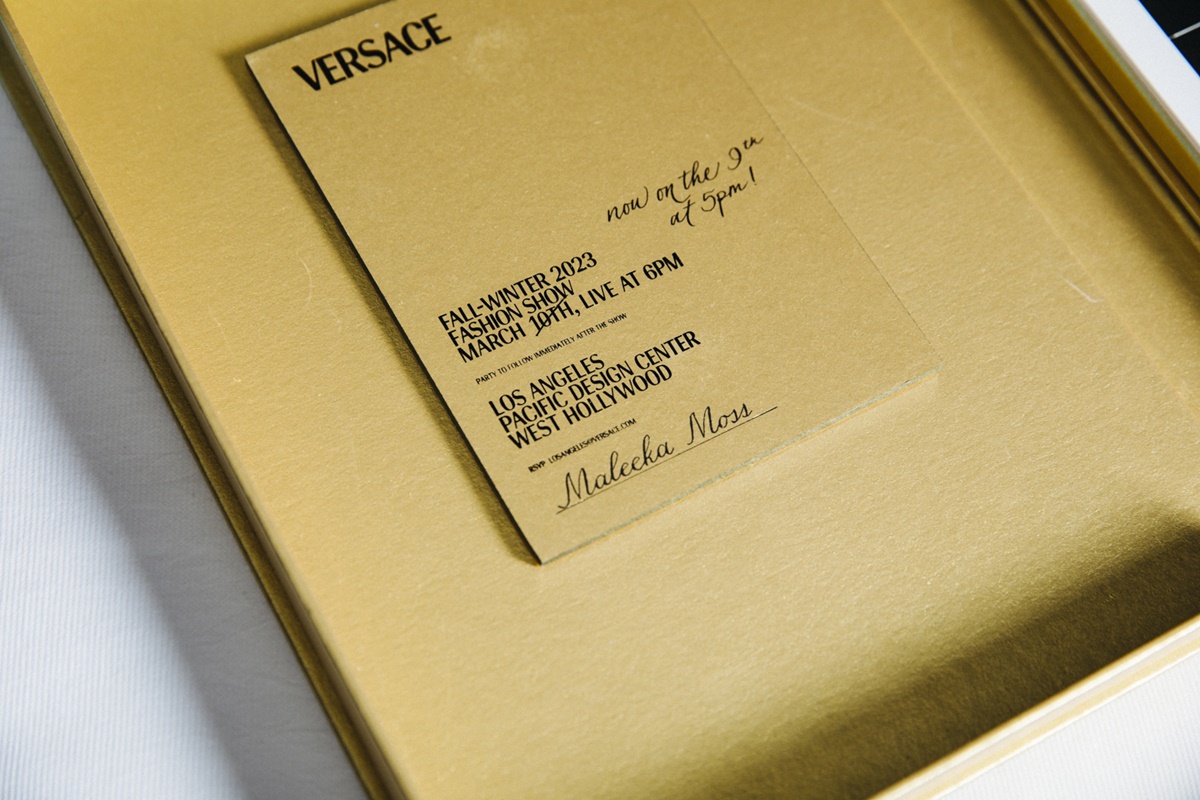 VERSACE
now on the 9th
at 5pm!
FALL-WINTER 2023
FASHION SHOW
MARCH 10TH, LIVE AT 6PM
PARTY TO FOLLOW IMMEDIATELY AFTER THE SHOW
LOS ANGELES
PACIFIC DESIGN CENTER
WEST HOLLYWOOD
RSVP LOSANGELES@VERSACE.COM
Maleeka Moss